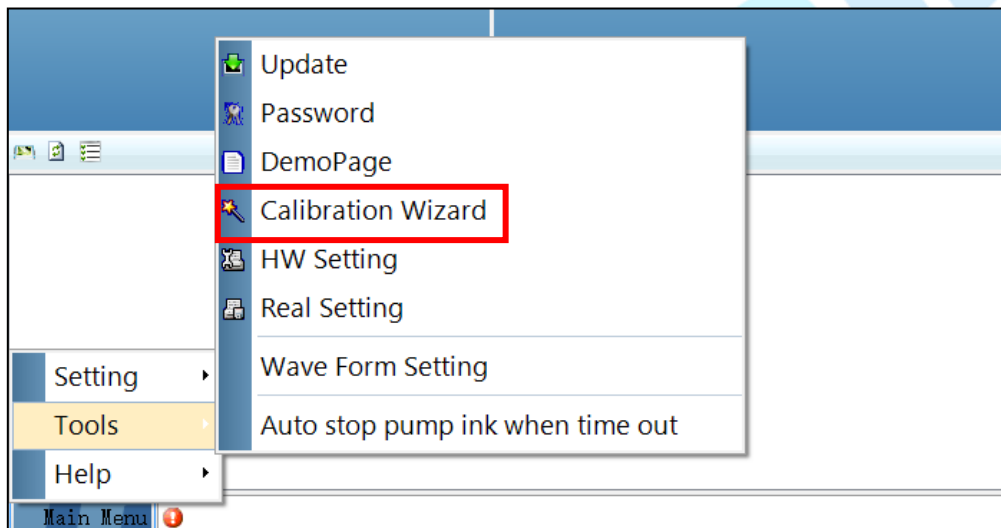 Update
Password
DemoPage
Calibration Wizard
HW Setting
Real Setting
Wave Form Setting
Auto stop pump ink when time out
Setting
Tools
Help
Main Menu